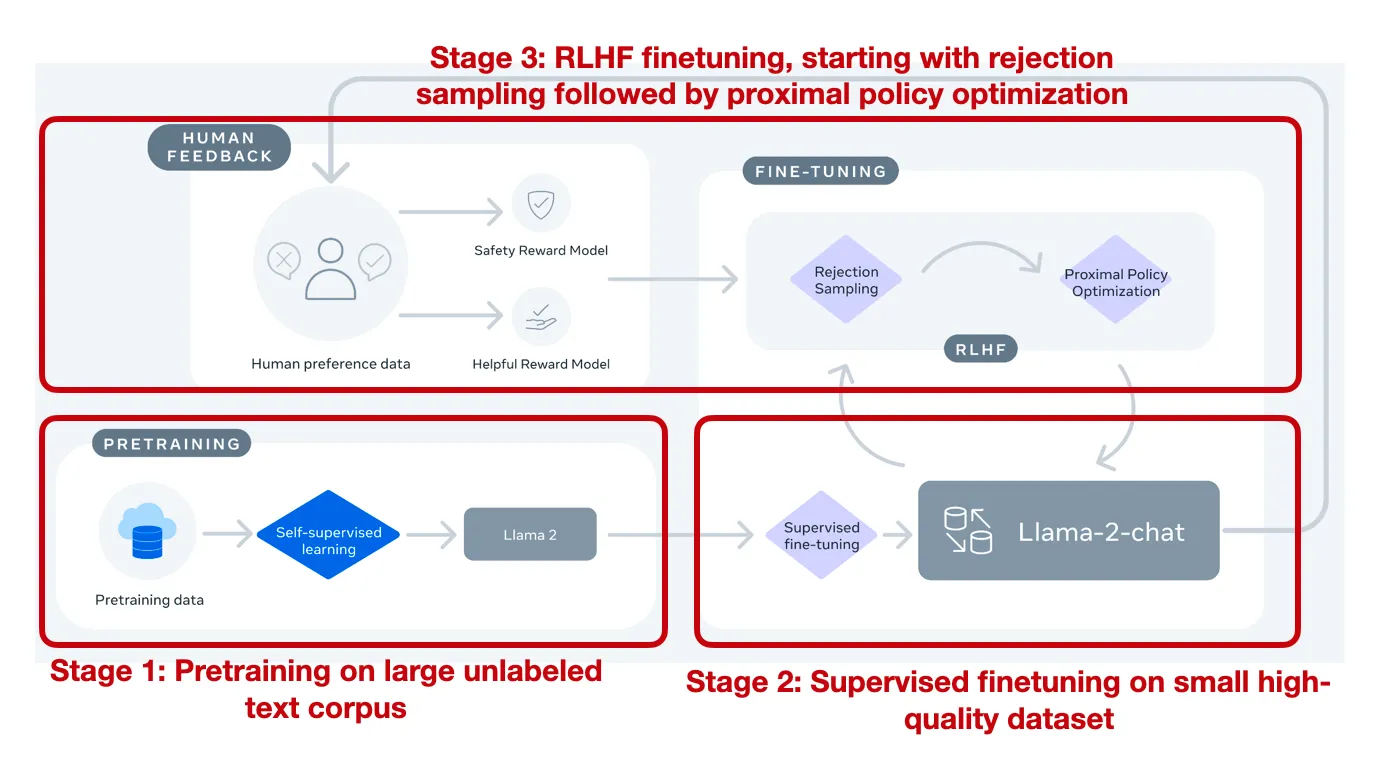 Stage 3: RLHF finetuning, starting with rejection
sampling followed by proximal policy optimization
HUMAN
FEEDBACK
FINE-TUNING
Safety Reward Model
Rejection
Sampling
Proximal Policy
Optimization
RLHF
Human preference data
Helpful Reward Model
PRETRAINING
Self-supervised
learning
Llama 2
Supervised
fine-tuning
Llama-2-chat
Pretraining data
Stage 1: Pretraining on large unlabeled
text corpus
Stage 2: Supervised finetuning on small high-
quality dataset